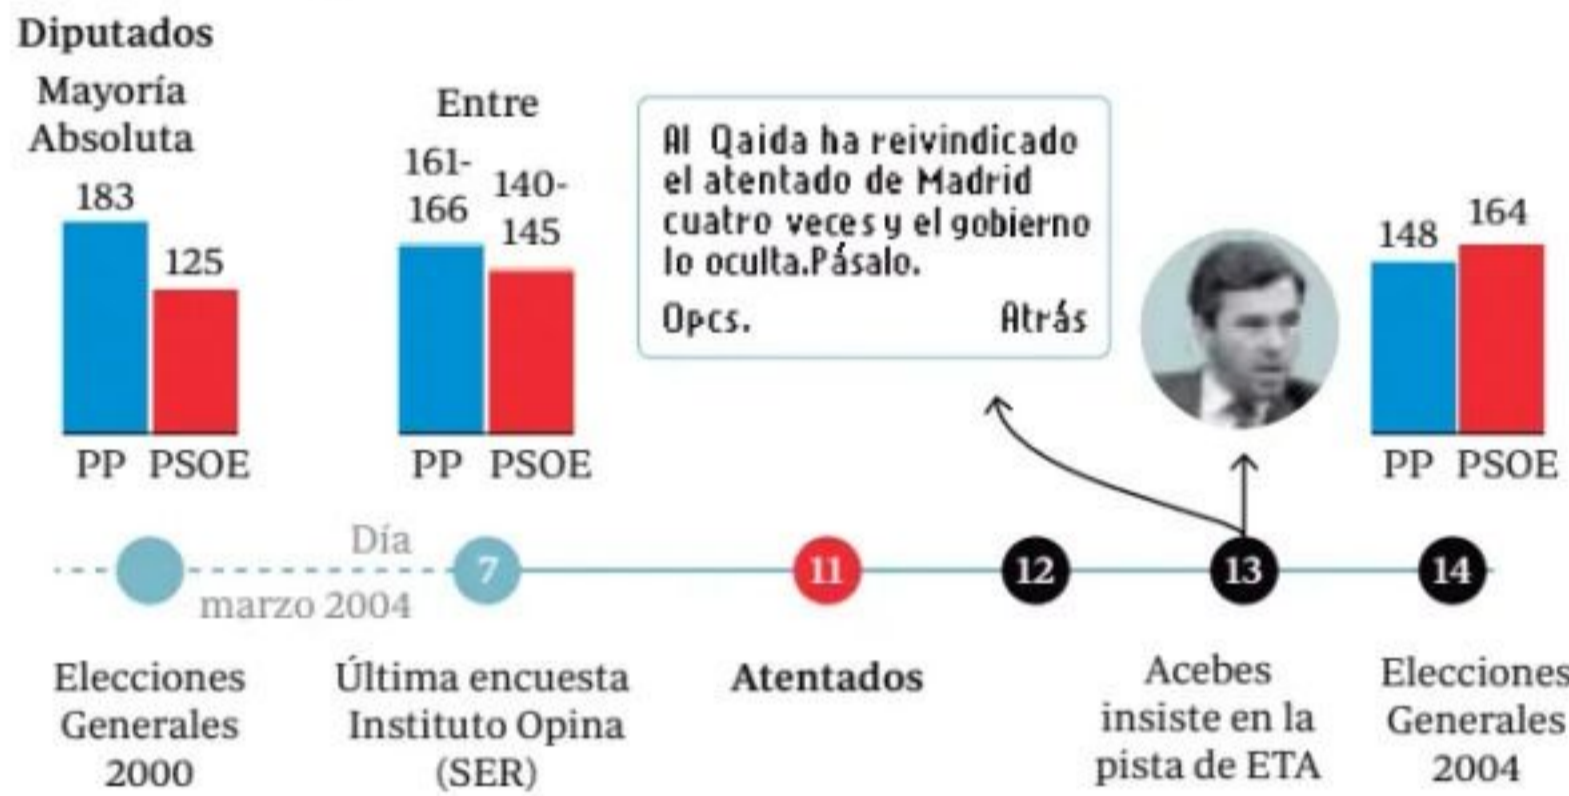 Diputados
Mayoría
Absoluta
183
125
PP PSOE
Entre
161-
166
140-
145
PP PSOE
Al Qaida ha reivindicado
el atentado de Madrid
cuatro veces y el gobierno
lo oculta.Pásalo.
Opcs. Atrás
148
164
PP PSOE
Día
marzo 2004
7
11
12
13
14
Elecciones
Generales
2000
Última encuesta
Instituto Opina
(SER)
Atentados
Acebes
insiste en la
pista de ETA
Elecciones
Generales
2004